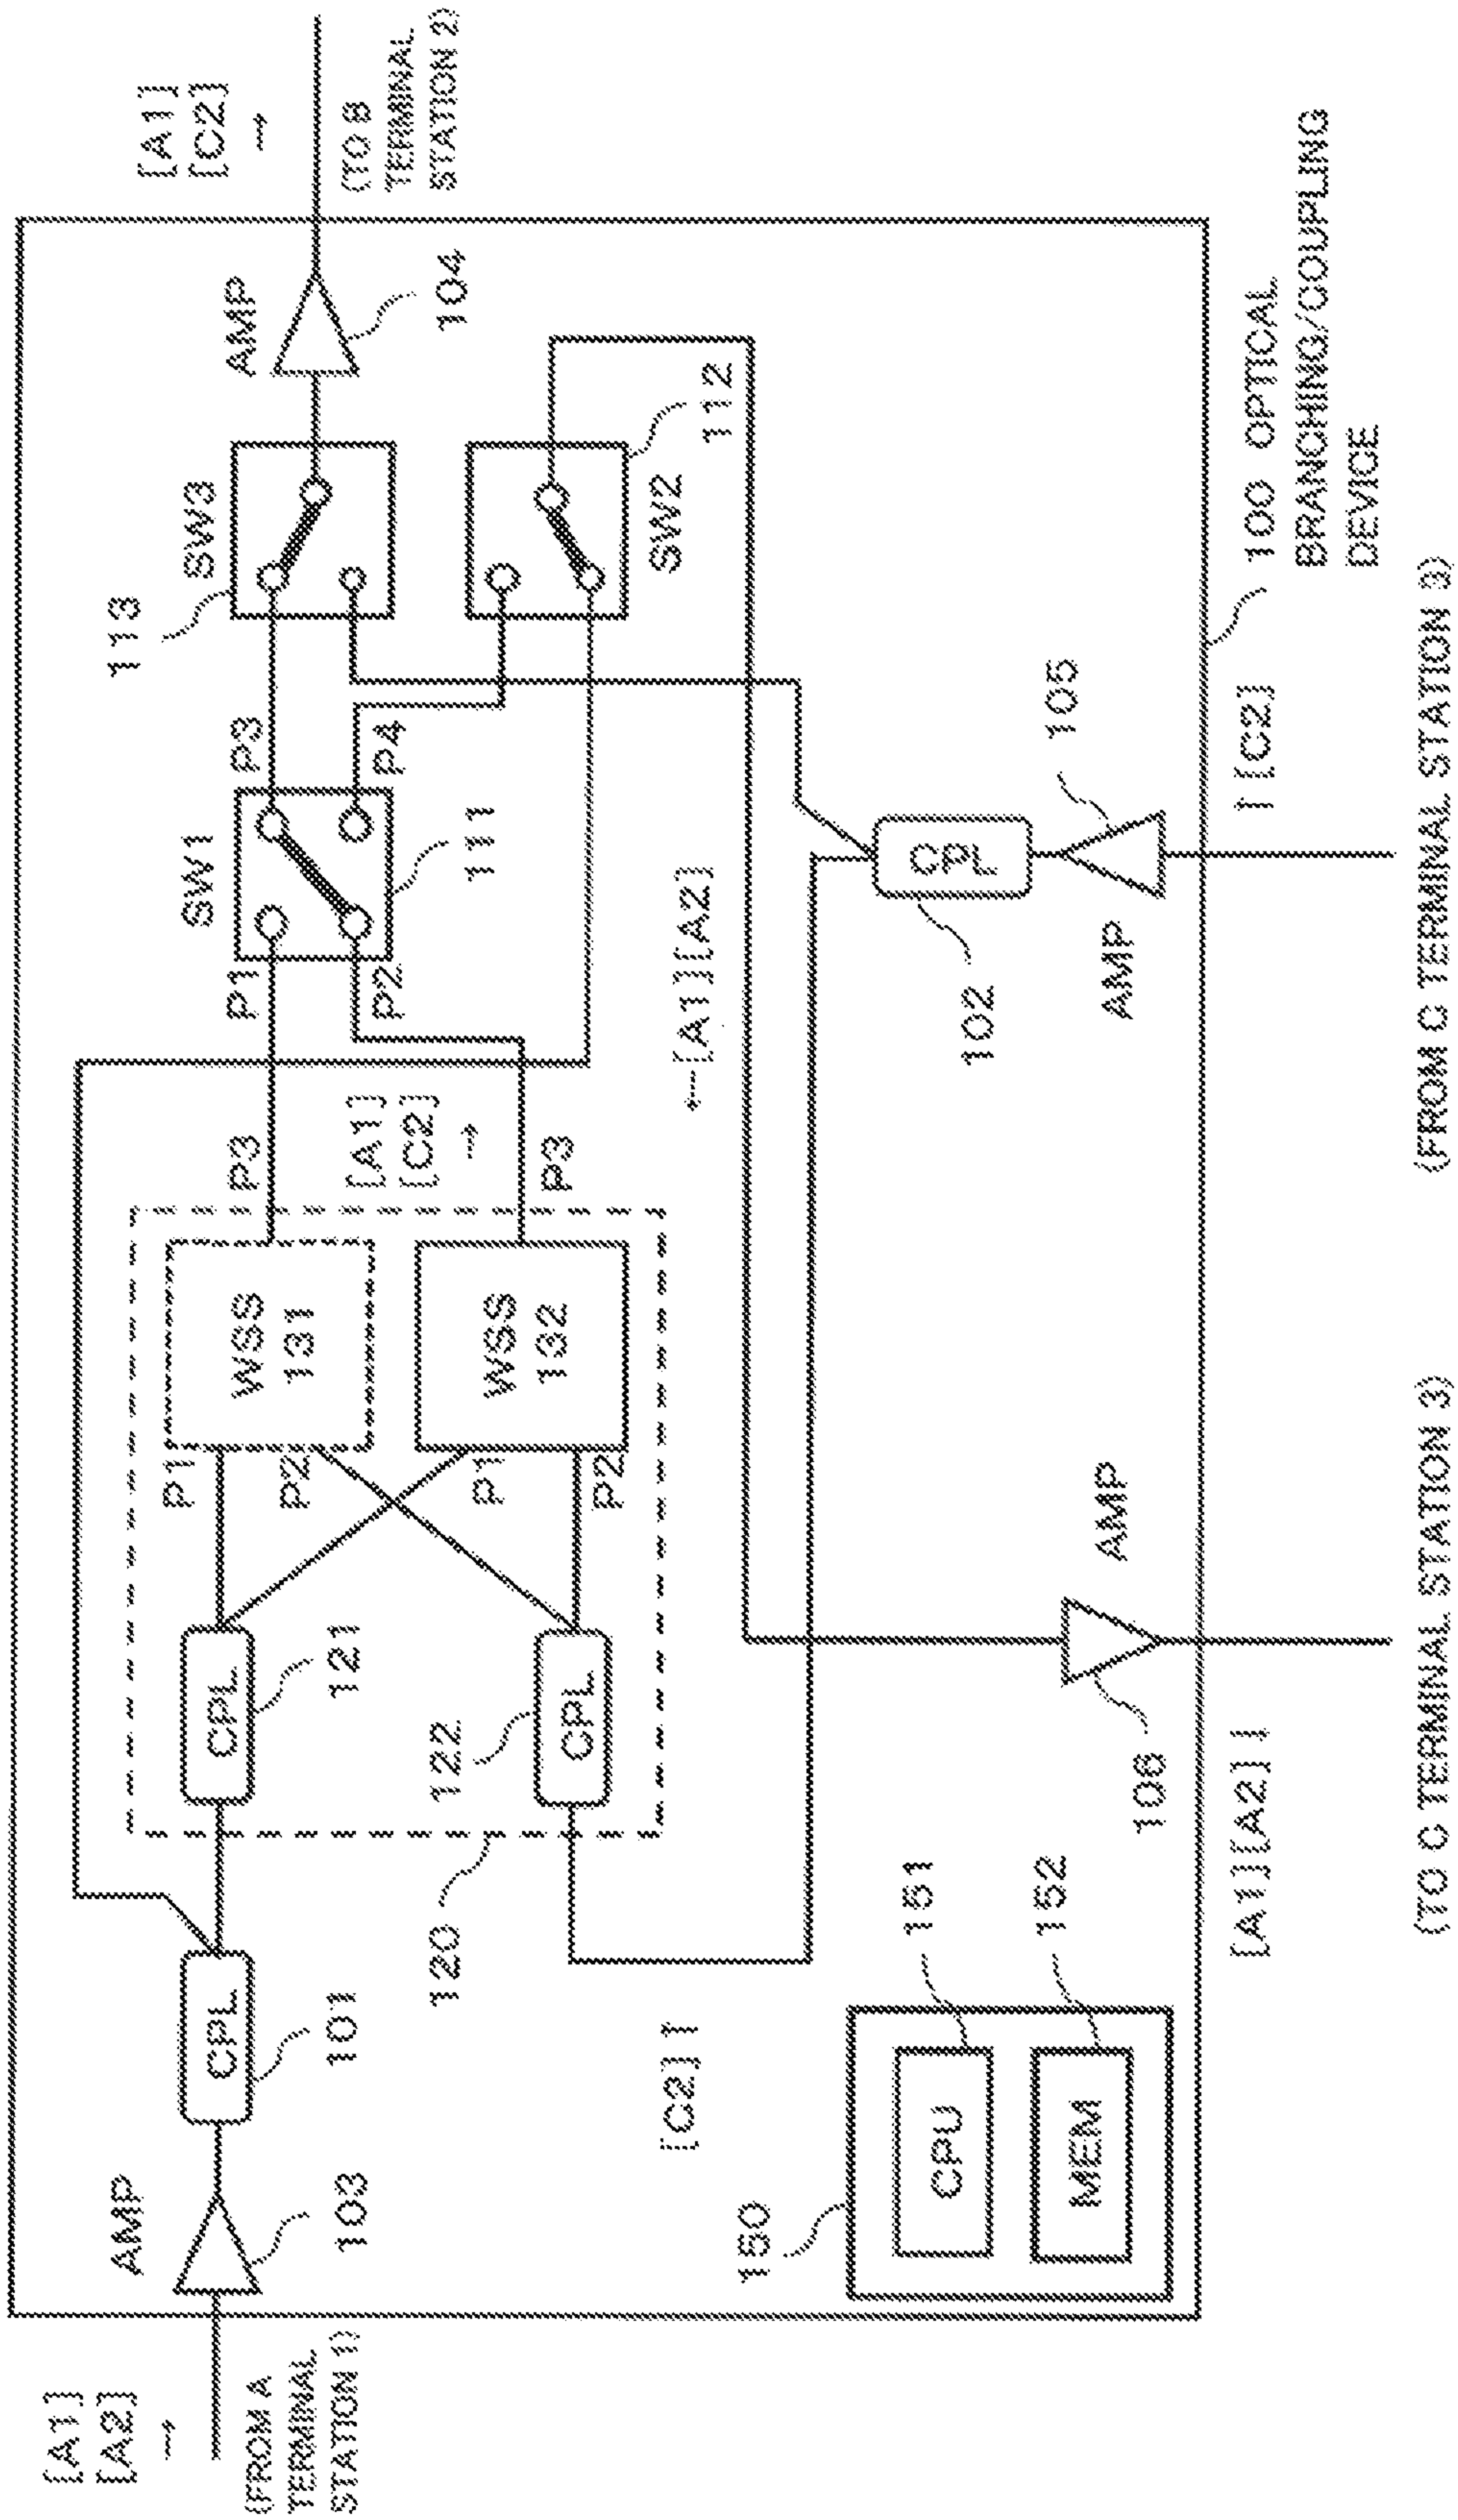 [A1]
[A2]
→
(FROM A
TERMINAL
STATION 1)
AMP
103
CPL
101
120
CPL
121
122
CPL
P1
P2
P1
P2
WSS
131
WSS
132
P3
P3
[A1]
[C2]
→
P1
P2
SW1
111
P3
P4
113
SW3
SW2
112
AMP
104
[A1]
[C2]
→
(TO B
TERMINAL
STATION 2)
←[A1][A2]
[C2]↑
150
CPU
151
MEM
152
106
AMP
[A1][A2]↓
(TO C TERMINAL STATION 3)
CPL
102
AMP
105
↑[C2]
(FROM C TERMINAL STATION 3)
100 OPTICAL
BRANCHING/COUPLING
DEVICE